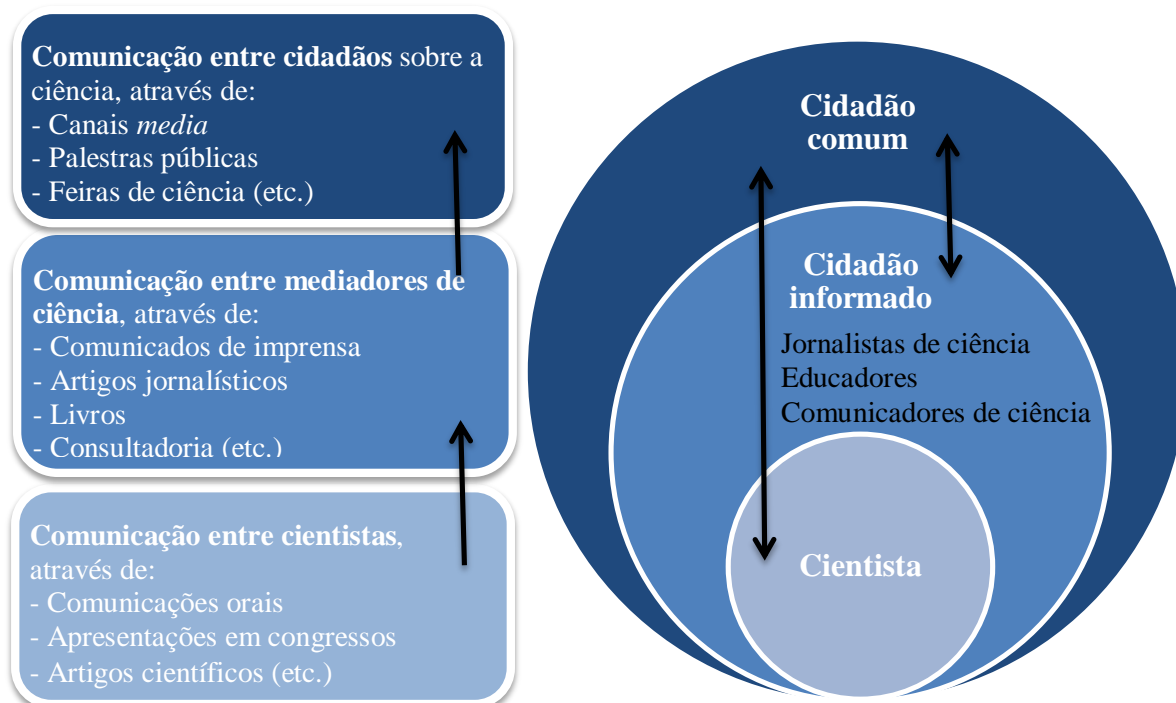 Comunicação entre cidadãos sobre a
ciência, através de:
- Canais media
- Palestras públicas
- Feiras de ciência (etc.)
Comunicação entre mediadores de
ciência, através de:
- Comunicados de imprensa
- Artigos jornalísticos
- Livros
- Consultadoria (etc.)
Comunicação entre cientistas,
através de:
- Comunicações orais
- Apresentações em congressos
- Artigos científicos (etc.)
Cidadão
comum
Cidadão
informado
Jornalistas de ciência
Educadores
Comunicadores de ciência
Cientista